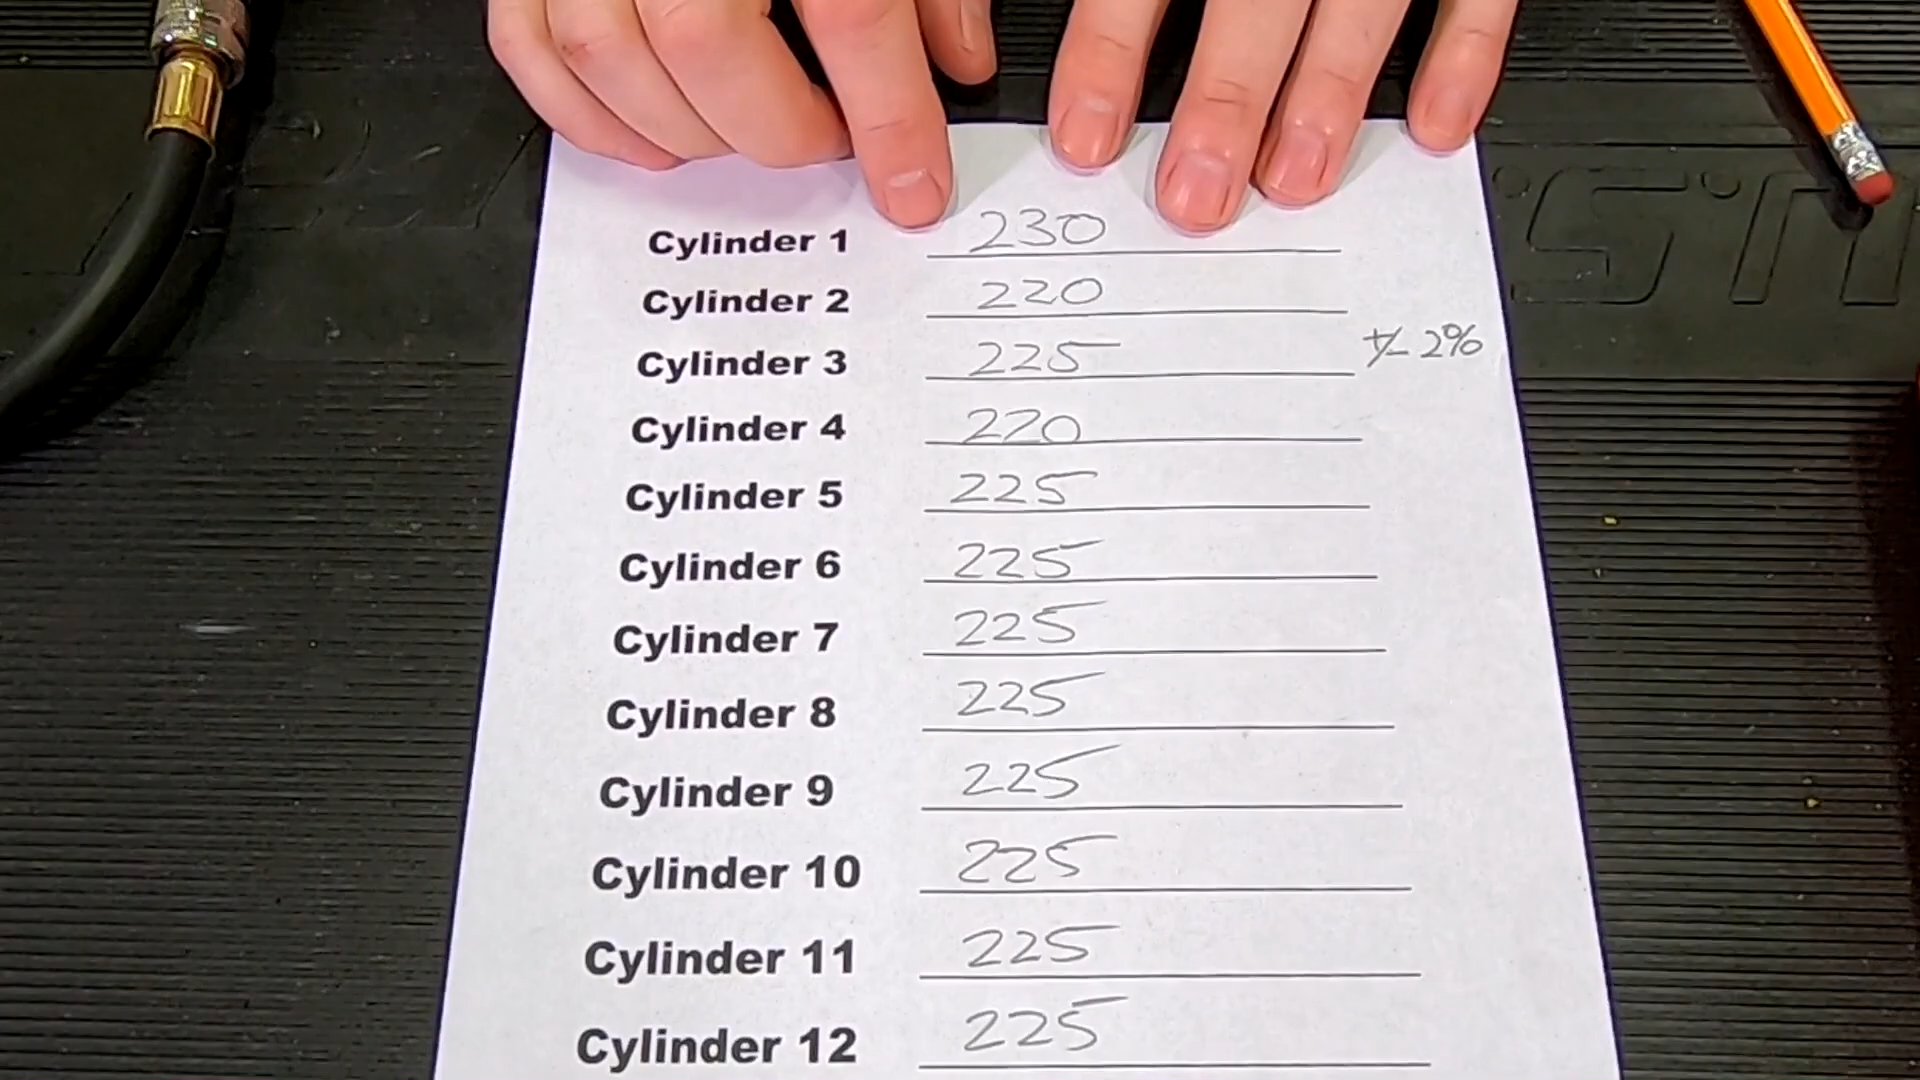 Cylinder 1 230
Cylinder 2 220
Cylinder 3 225 +/- 2%
Cylinder 4 220
Cylinder 5 225
Cylinder 6 225
Cylinder 7 225
Cylinder 8 225
Cylinder 9 225
Cylinder 10 225
Cylinder 11 225
Cylinder 12 225